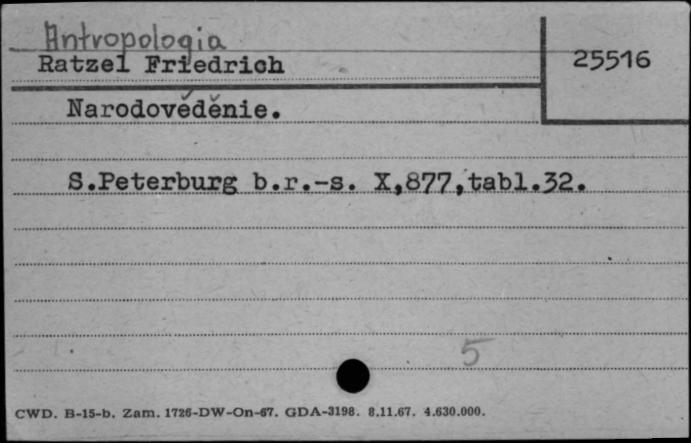 Antropologia
Ratzel Friedrich
25516
Narodověděnie.
S.Peterburg b.r.-s. X,877,tabl.32.
5
CWD. B-15-b. Zam. 1726-DW-On-67. GDA-3198. 8.11.67. 4.630.000.